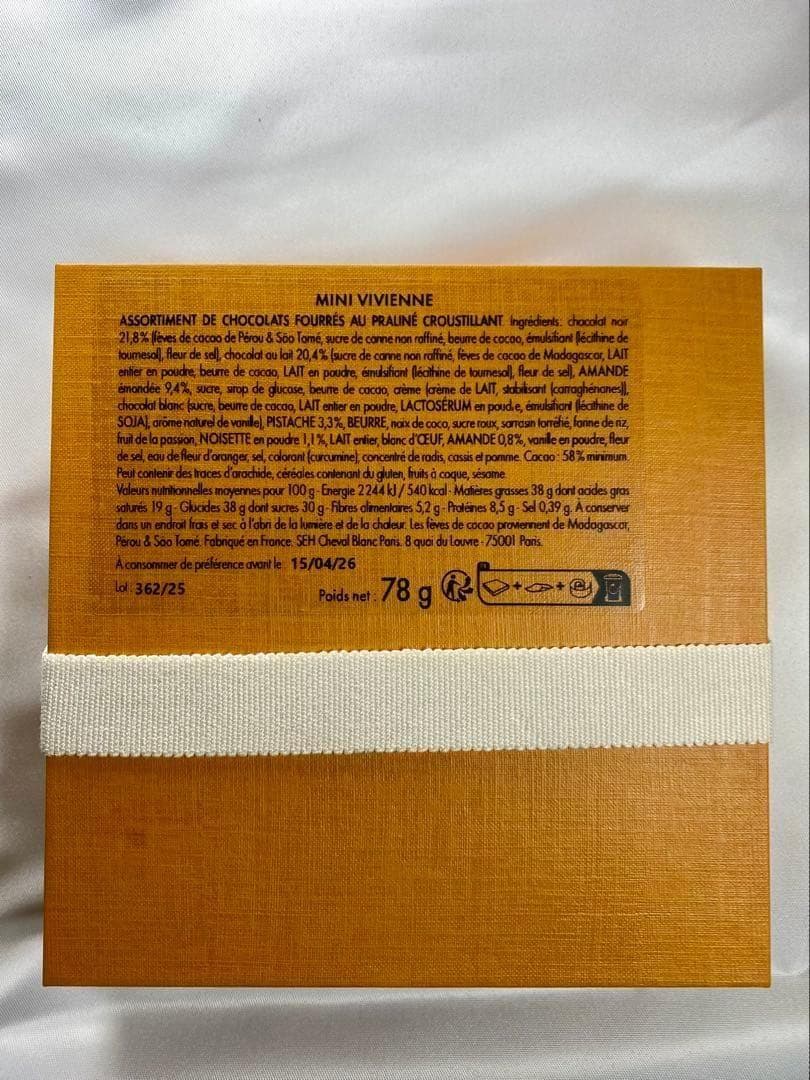 MINI VIVIENNE
ASSORTIMENT DE CHOCOLATS FOURRÉS AU PRALINÉ CROUSTILLANT. Ingrédients: chocolat noir
21,8% (fèves de cacao de Pérou & São Tomé, sucre de canne non raffiné, beurre de cacao, émulsifiant (lécithine de
tournesol), fleur de sel), chocolat au lait 20,4% (sucre de canne non raffiné, fèves de cacao de Madagascar, LAIT
entier en poudre, beurre de cacao, LAIT en poudre, émulsifiant (lécithine de tournesol), fleur de sel), AMANDE
émondée 9,4%, sucre, sirop de glucose, beurre de cacao, crème (crème de LAIT, stabilisant (carraghénanes)),
chocolat blanc (sucre, beurre de cacao, LAIT entier en poudre, LACTOSÉRUM en poudre, émulsifiant (lécithine de
SOJA), arôme naturel de vanille), PISTACHE 3,3%, BEURRE, noix de coco, sucre roux, sarrasin torréfié, farine de riz,
fruit de la passion, NOISETTE en poudre 1,1%, LAIT entier, blanc d'ŒUF, AMANDE 0,8%, vanille en poudre, fleur
de sel, eau de fleur d'oranger, sel, colorant (curcumine), concentré de radis, cassis et pomme. Cacao : 58% minimum.
Peut contenir des traces d'arachide, céréales contenant du gluten, fruits à coque, sésame.
Valeurs nutritionnelles moyennes pour 100 g - Energie 2244 kJ / 540 kcal - Matières grasses 38 g dont acides gras
saturés 19 g - Glucides 38 g dont sucres 30 g - Fibres alimentaires 5,2 g - Protéines 8,5 g - Sel 0,39 g. À conserver
dans un endroit frais et sec à l'abri de la lumière et de la chaleur. Les fèves de cacao proviennent de Madagascar,
Pérou & São Tomé. Fabriqué en France. SEH Cheval Blanc Paris. 8 quai du Louvre - 75001 Paris.
À consommer de préférence avant le 15/04/26
Lot 362/25
Poids net : 78 g